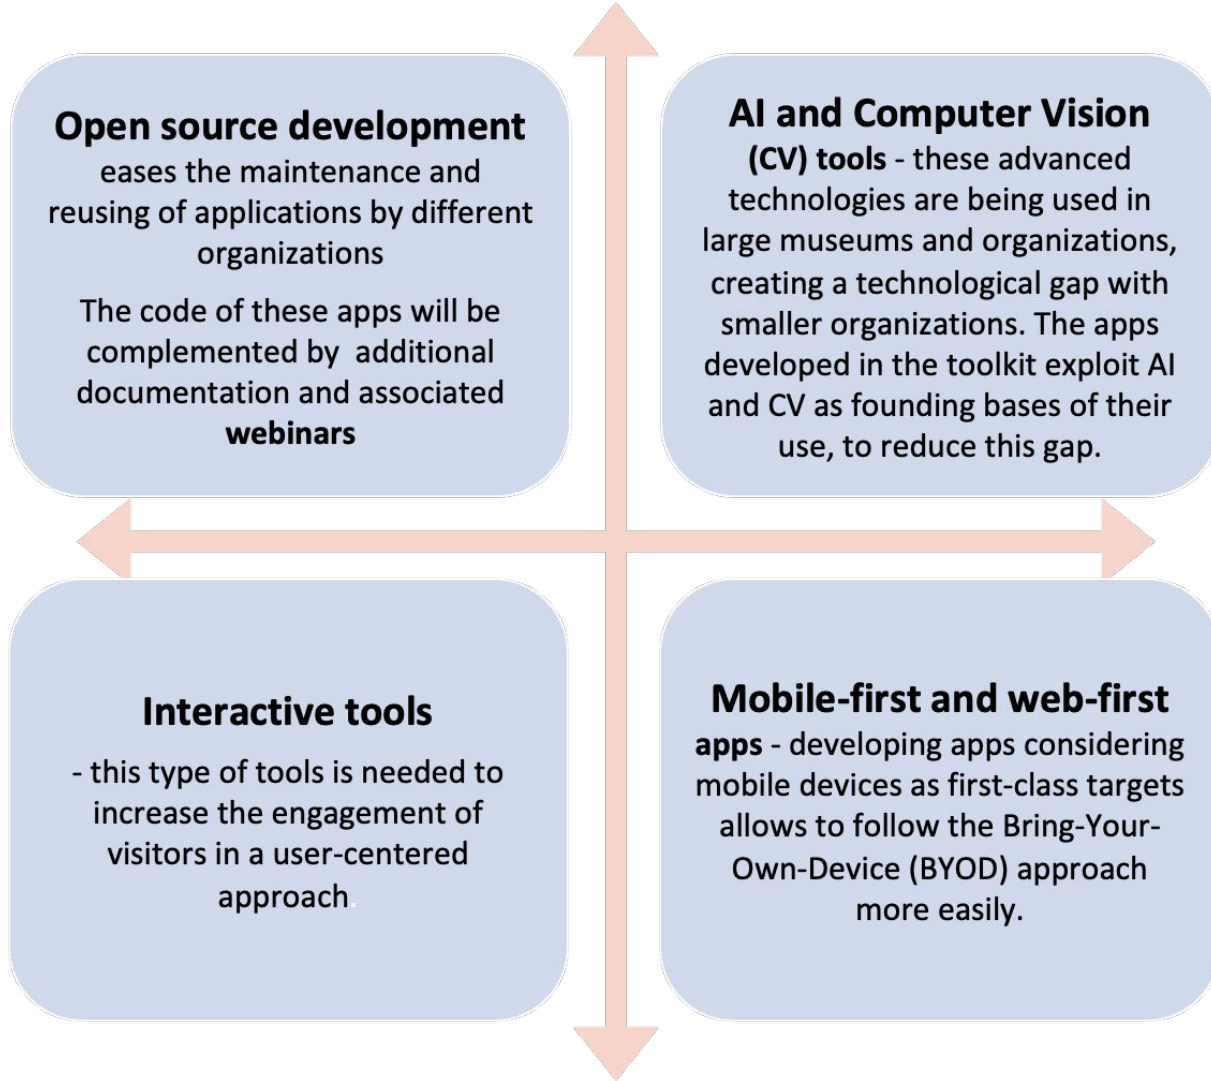 Open source development
eases the maintenance and
reusing of applications by different
organizations
The code of these apps will be
complemented by additional
documentation and associated
webinars
AI and Computer Vision
(CV) tools - these advanced
technologies are being used in
large museums and organizations,
creating a technological gap with
smaller organizations. The apps
developed in the toolkit exploit AI
and CV as founding bases of their
use, to reduce this gap.
Interactive tools
- this type of tools is needed to
increase the engagement of
visitors in a user-centered
approach.
Mobile-first and web-first
apps - developing apps considering
mobile devices as first-class targets
allows to follow the Bring-Your-
Own-Device (BYOD) approach
more easily.